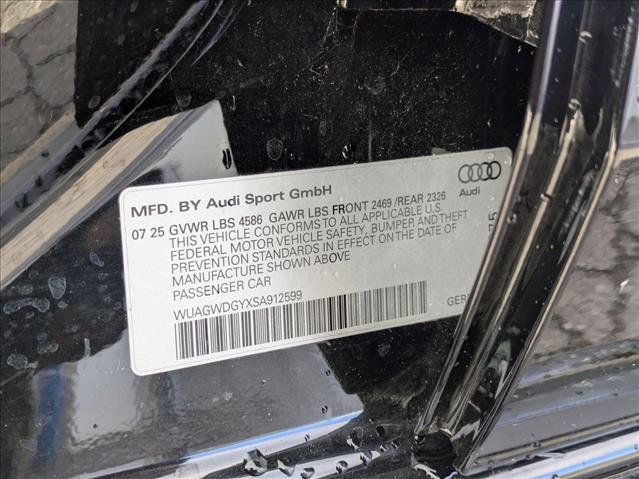 MFD. BY Audi Sport GmbH
Audi
07 25 GVWR LBS 4586 GAWR LBS FRONT 2469 /REAR 2326
THIS VEHICLE CONFORMS TO ALL APPLICABLE U.S.
FEDERAL MOTOR VEHICLE SAFETY, BUMPER AND THEFT
PREVENTION STANDARDS IN EFFECT ON THE DATE OF
MANUFACTURE SHOWN ABOVE
PASSENGER CAR
WUAGWDGYXSA912599
GER